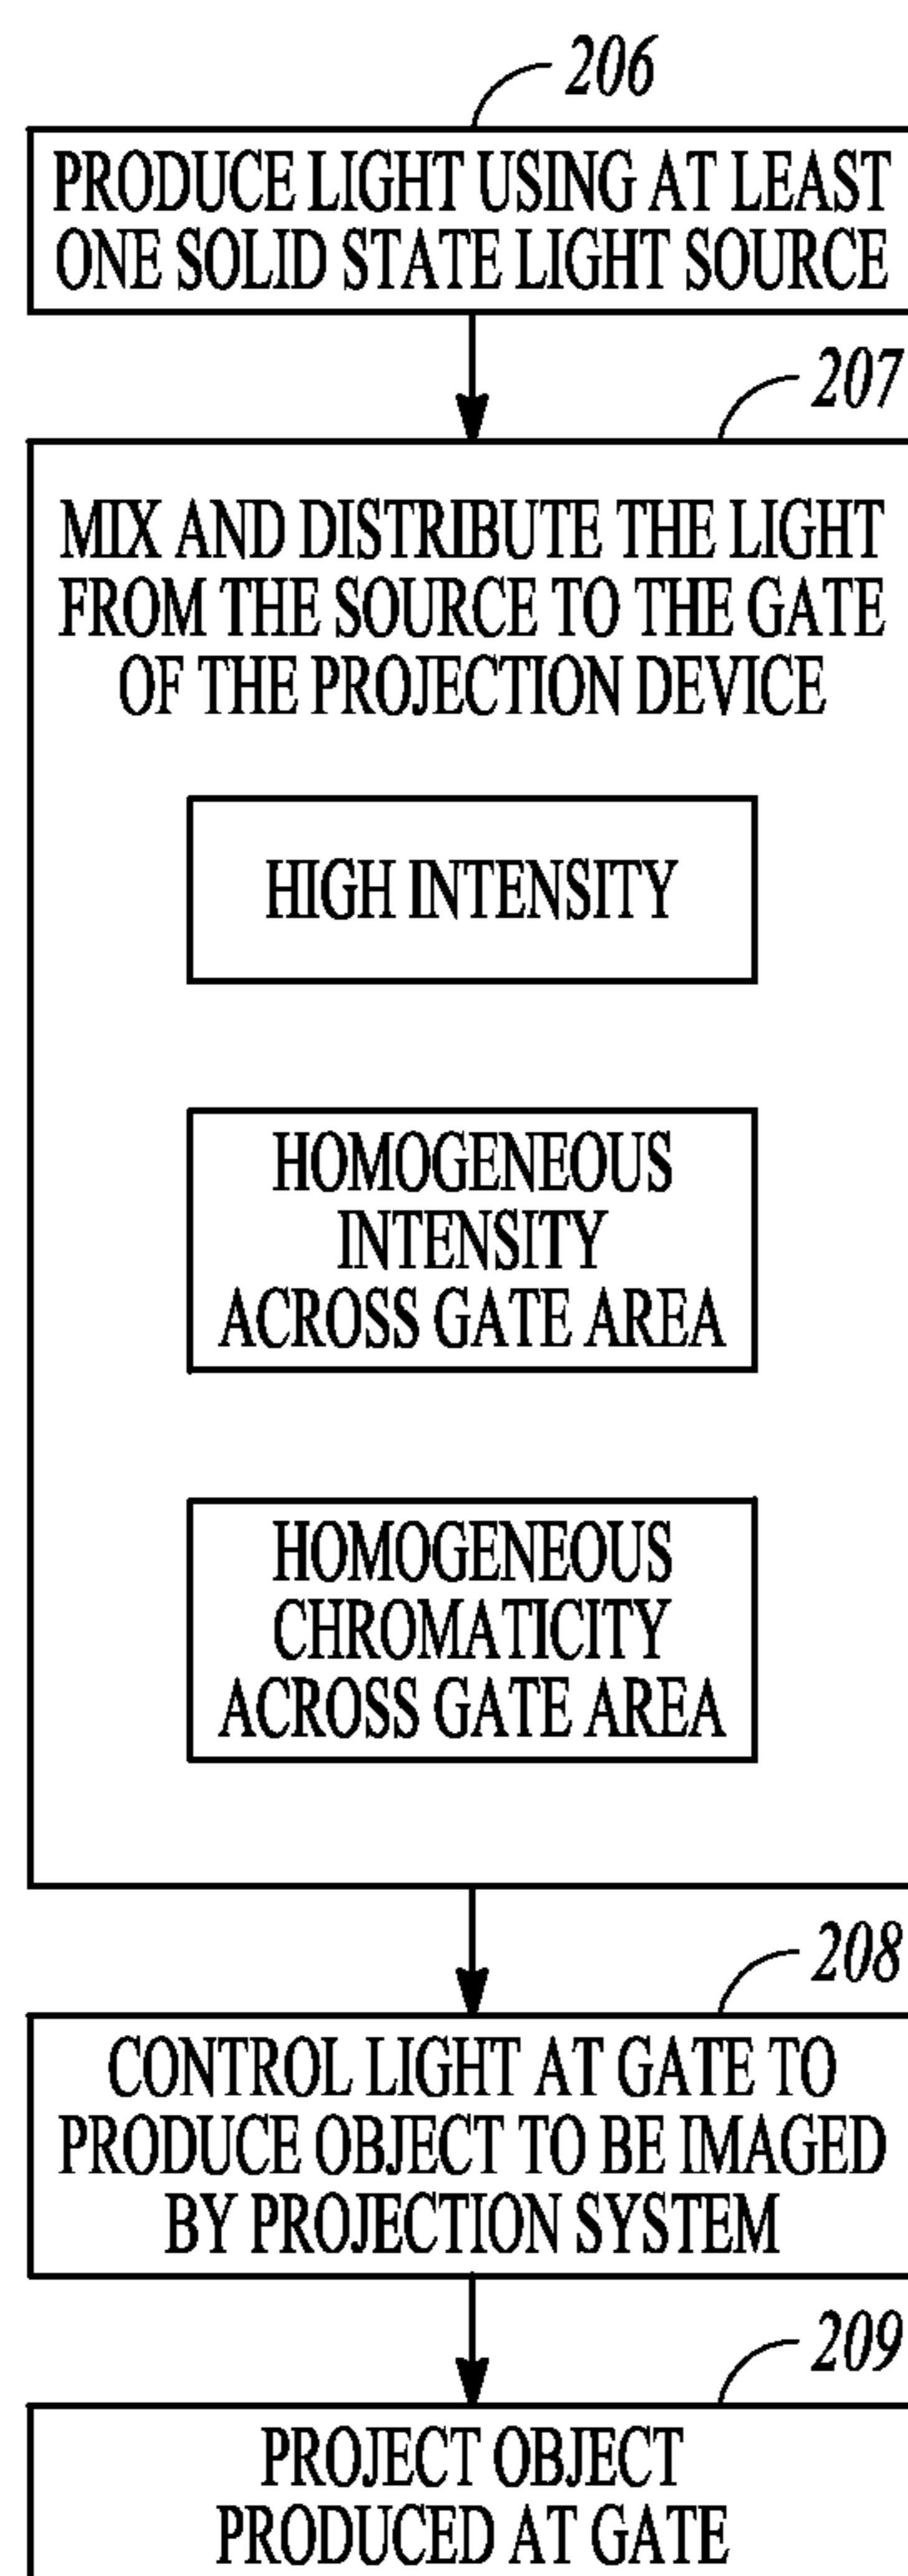 206
PRODUCE LIGHT USING AT LEAST
ONE SOLID STATE LIGHT SOURCE
207
MIX AND DISTRIBUTE THE LIGHT
FROM THE SOURCE TO THE GATE
OF THE PROJECTION DEVICE
HIGH INTENSITY
HOMOGENEOUS
INTENSITY
ACROSS GATE AREA
HOMOGENEOUS
CHROMATICITY
ACROSS GATE AREA
208
CONTROL LIGHT AT GATE TO
PRODUCE OBJECT TO BE IMAGED
BY PROJECTION SYSTEM
209
PROJECT OBJECT
PRODUCED AT GATE